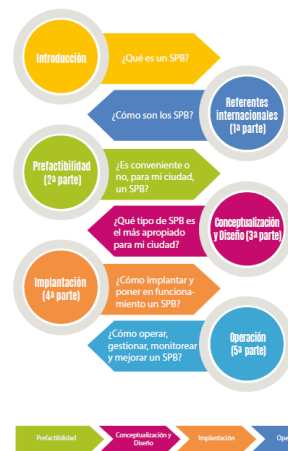 Introducción
¿Qué es un SPB?
¿Cómo son los SPB?
Referentes
internacionales
(1ª parte)
Prefactibilidad
(2ª parte)
¿Es conveniente o
no, para mi ciudad,
un SPB?
¿Qué tipo de SPB es
el más apropiado
para mi ciudad?
Conceptualización
y Diseño (3ª parte)
Implantación
(4ª parte)
¿Cómo implantar y
poner en funciona-
miento un SPB?
¿Cómo operar,
gestionar, monitorear
y mejorar un SPB?
Operación
(5ª parte)
Prefactibilidad
Conceptualización y
Diseño
Implantación
Ope